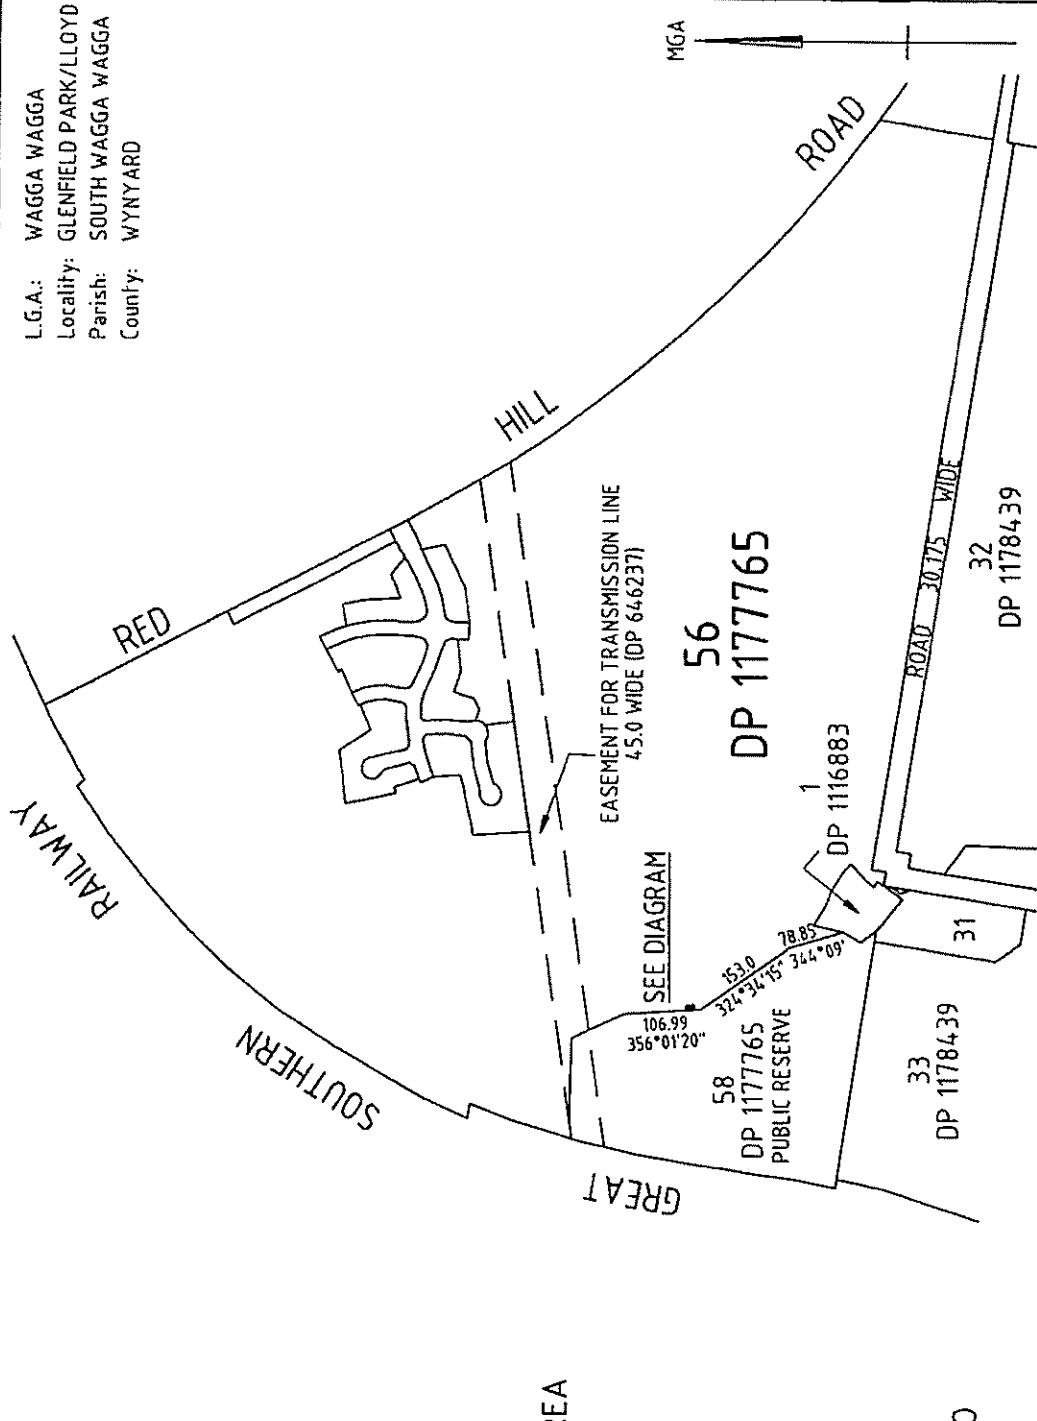 L.G.A.: WAGGA WAGGA
Locality: GLENFIELD PARK/LLOYD
Parish: SOUTH WAGGA WAGGA
County: WYNYARD
MGA
RED HILL ROAD
GREAT SOUTHERN RAILWAY
EASEMENT FOR TRANSMISSION LINE
45.0 WIDE (DP 646237)
56
DP 1177765
SEE DIAGRAM
106.99
356°01'20"
153.0
324°34'15"
78.85
344°09'
1
DP 1116883
58
DP 1177765
PUBLIC RESERVE
ROAD 30.175 WIDE
32
DP 1178439
31
33
DP 1178439